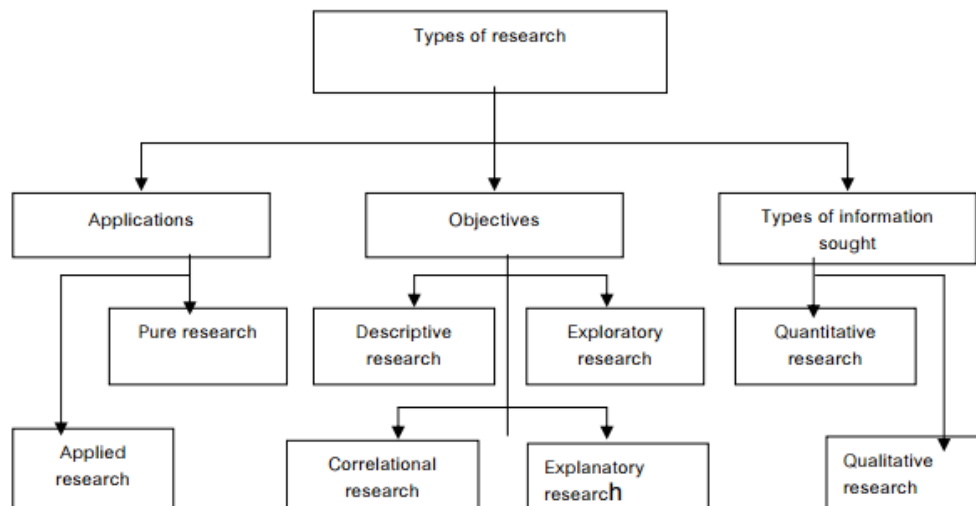 Types of research
Applications
Objectives
Types of information
sought
Pure research
Descriptive
research
Exploratory
research
Quantitative
research
Applied
research
Correlational
research
Explanatory
research
Qualitative
research